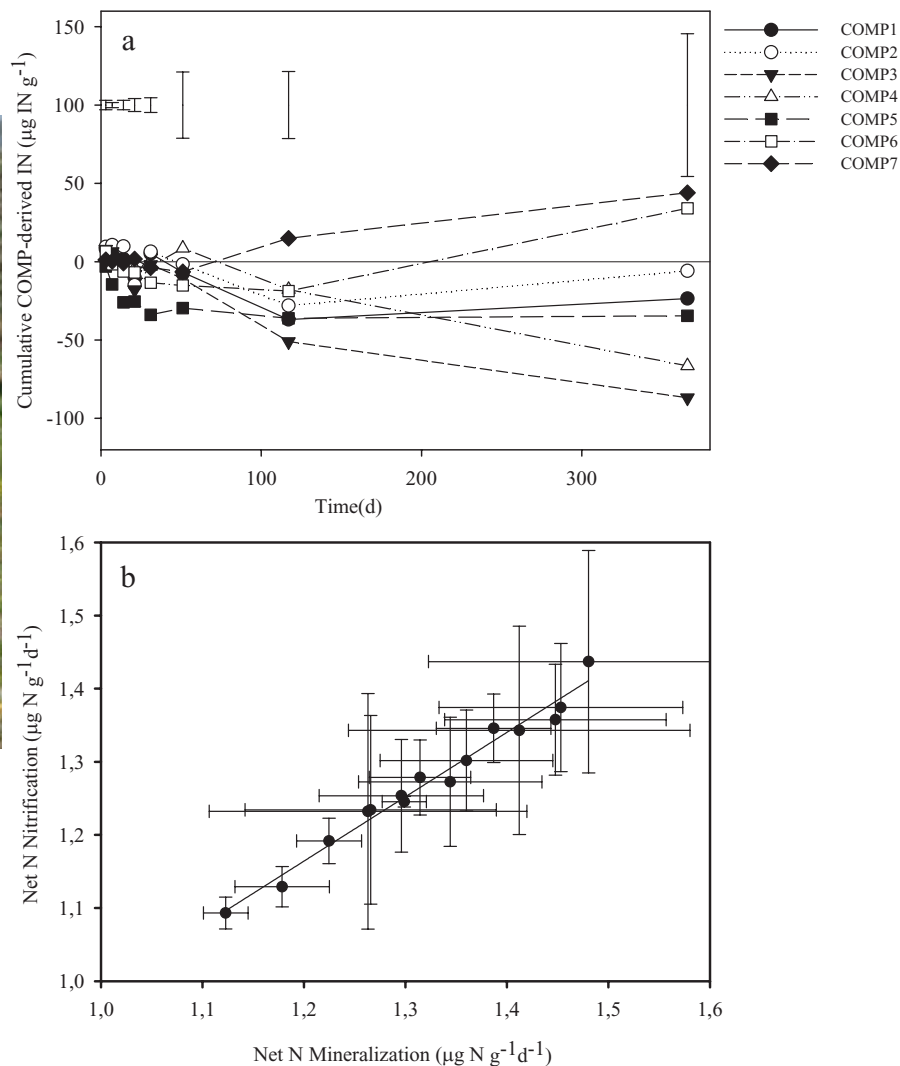 a
150
100
50
0
-50
-100
Cumulative COMP-derived IN (µg IN g-1)
0 100 200 300
Time(d)
COMP1
COMP2
COMP3
COMP4
COMP5
COMP6
COMP7
b
1,6
1,5
1,4
1,3
1,2
1,1
1,0
Net N Nitrification (µg N g-1d-1)
1,0 1,1 1,2 1,3 1,4 1,5 1,6
Net N Mineralization (µg N g-1d-1)